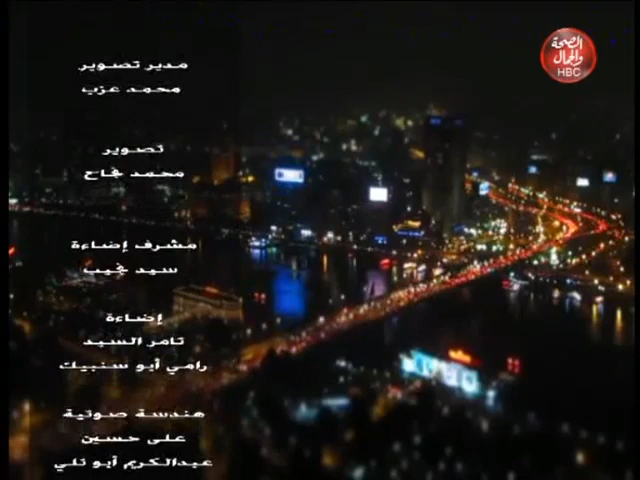 الصحة
والجمال
HBC
مدير تصوير
محمد عزب
تصوير
محمد نجاح
مشرف إضاءة
سيد نجيب
إضاءة
تامر السيد
رامي أبو سنبيك
هندسة صوتية
على حسين
عبدالكريم أبو تلي